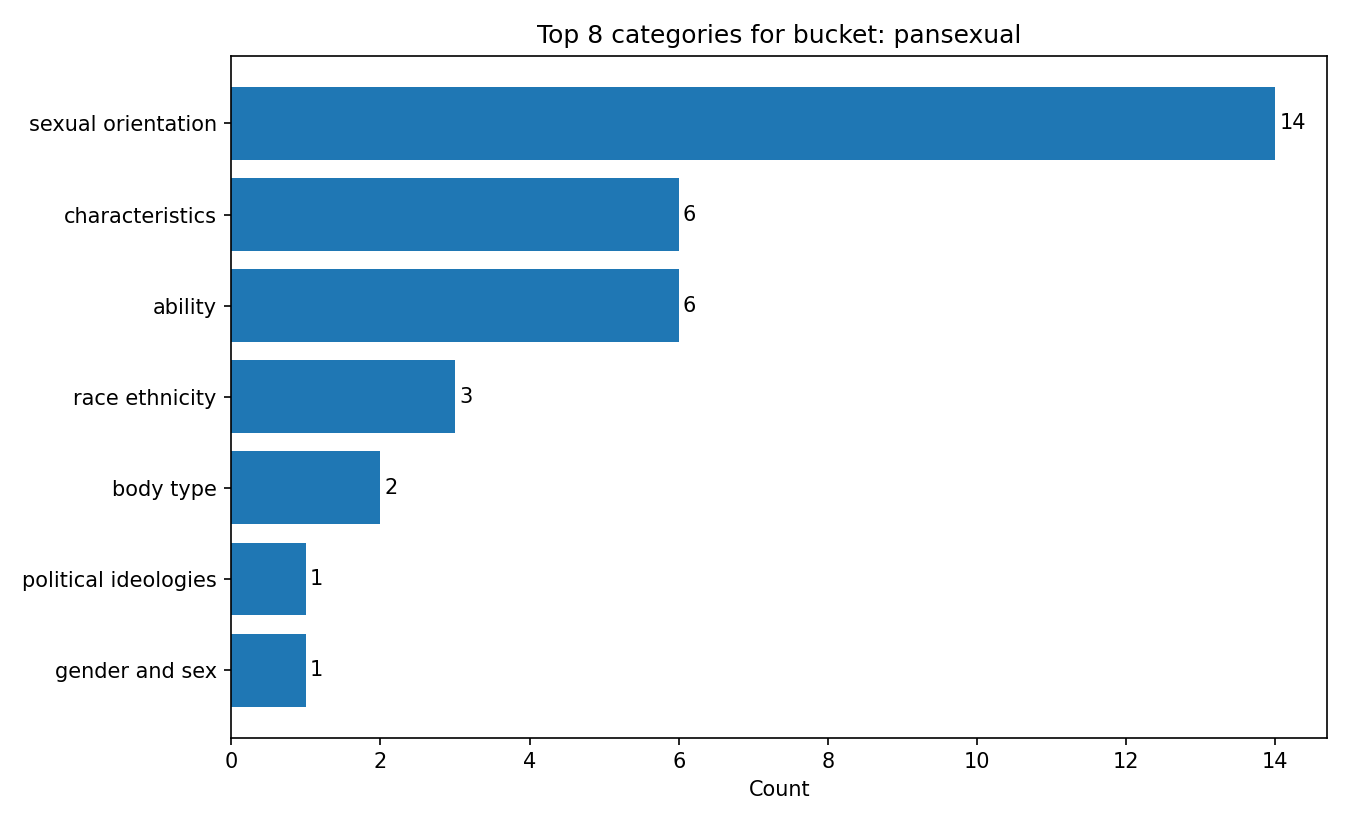 Top 8 categories for bucket: pansexual
sexual orientation
14
characteristics
6
ability
6
race ethnicity
3
body type
2
political ideologies
1
gender and sex
1
0 2 4 6 8 10 12 14
Count